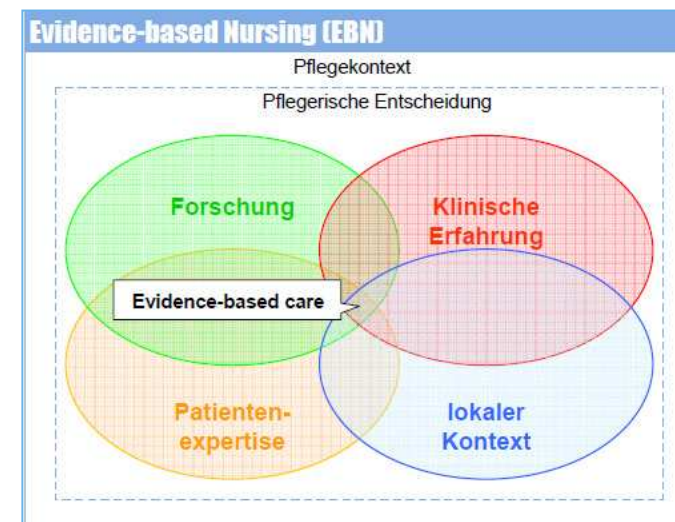 Evidence-based Nursing (EBN)
Pflegekontext
Pflegerische Entscheidung
Forschung
Klinische
Erfahrung
Evidence-based care
Patienten-
expertise
lokaler
Kontext